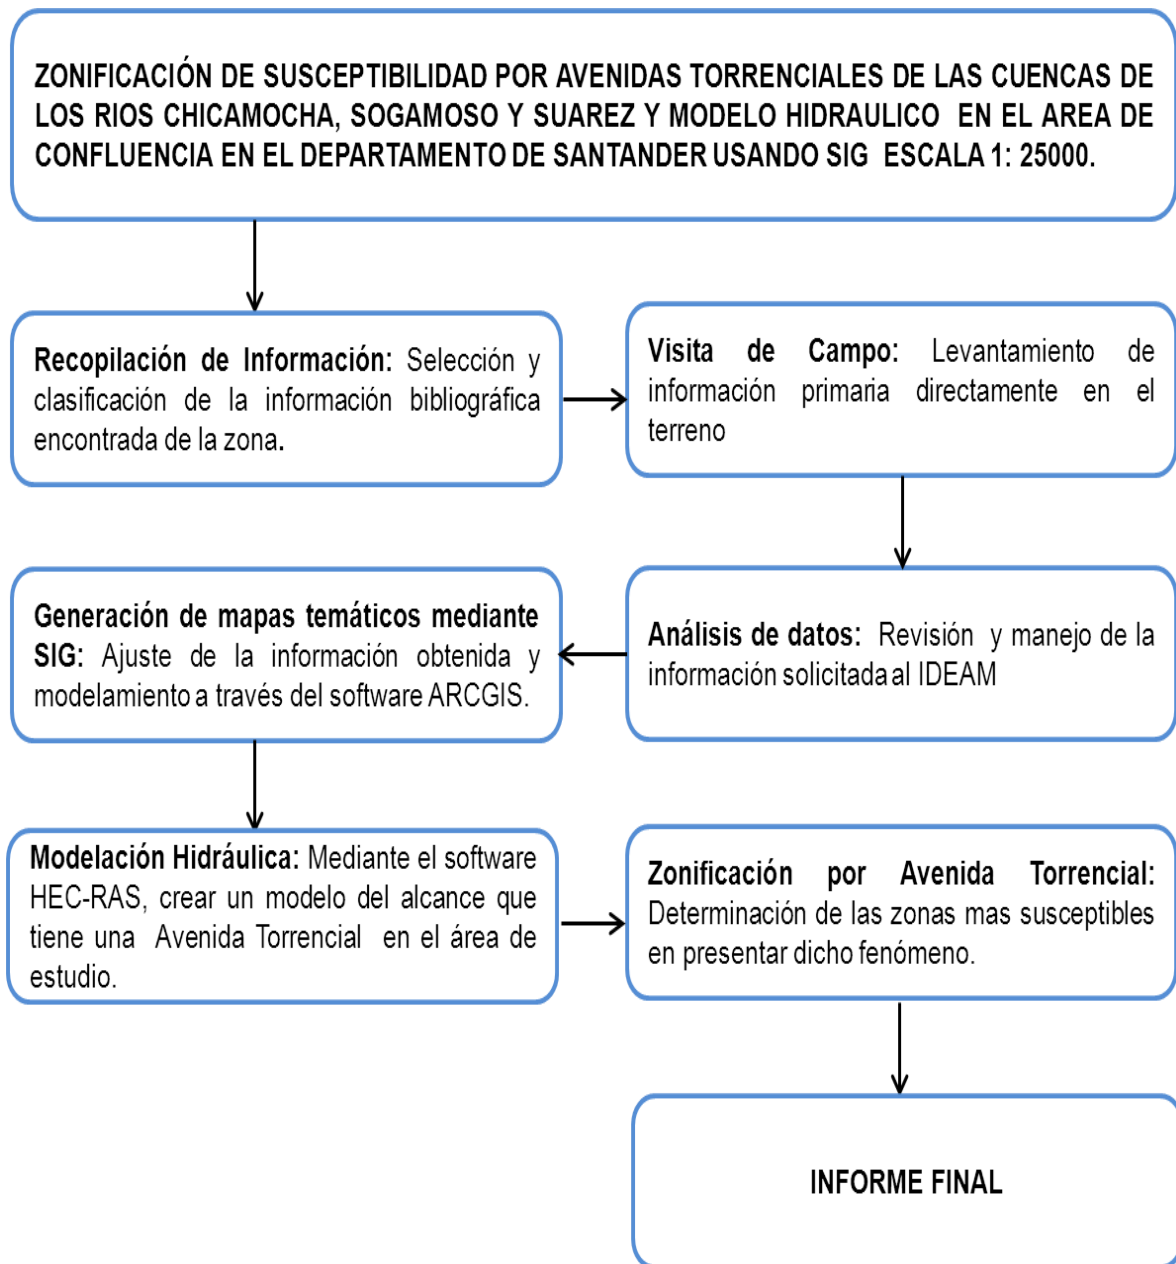 ZONIFICACIÓN DE SUSCEPTIBILIDAD POR AVENIDAS TORRENCIALES DE LAS CUENCAS DE
LOS RIOS CHICAMOCHA, SOGAMOSO Y SUAREZ Y MODELO HIDRAULICO EN EL AREA DE
CONFLUENCIA EN EL DEPARTAMENTO DE SANTANDER USANDO SIG ESCALA 1: 25000.
Recopilación de Información: Selección y
clasificación de la información bibliográfica
encontrada de la zona.
Visita de Campo: Levantamiento de
información primaria directamente en el
terreno
Análisis de datos: Revisión y manejo de la
información solicitada al IDEAM
Generación de mapas temáticos mediante
SIG: Ajuste de la información obtenida y
modelamiento a través del software ARCGIS.
Modelación Hidráulica: Mediante el software
HEC-RAS, crear un modelo del alcance que
tiene una Avenida Torrencial en el área de
estudio.
Zonificación por Avenida Torrencial:
Determinación de las zonas mas susceptibles
en presentar dicho fenómeno.
INFORME FINAL